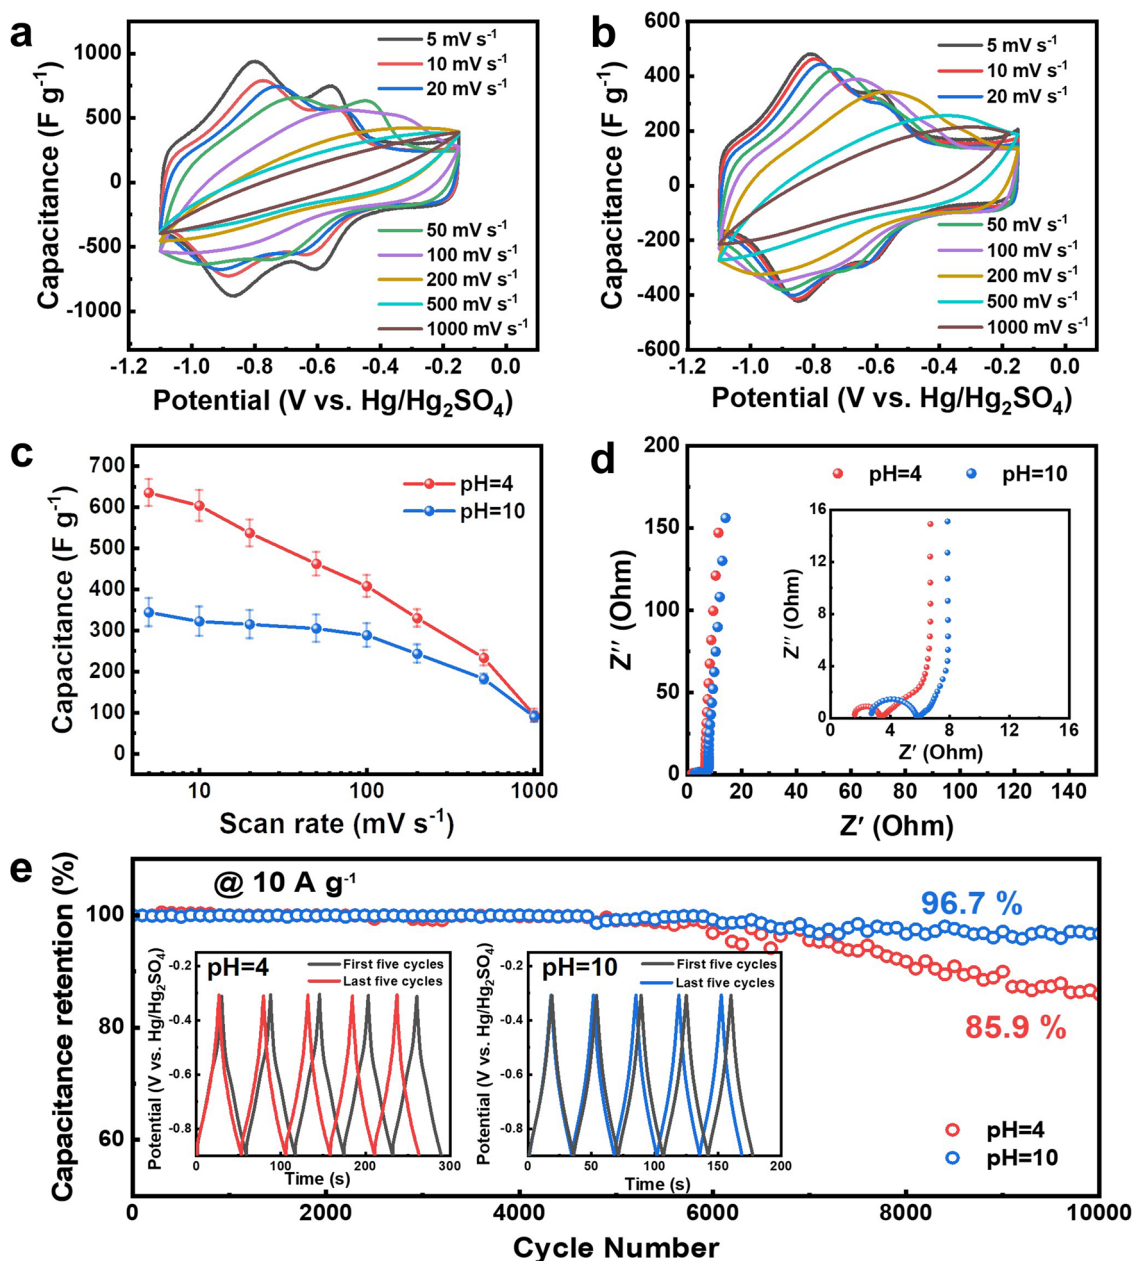 a
Capacitance (F g⁻¹)
1000
500
0
-500
-1000
5 mV s⁻¹
10 mV s⁻¹
20 mV s⁻¹
50 mV s⁻¹
100 mV s⁻¹
200 mV s⁻¹
500 mV s⁻¹
1000 mV s⁻¹
-1.2 -1.0 -0.8 -0.6 -0.4 -0.2 0.0
Potential (V vs. Hg/Hg₂SO₄)
b
Capacitance (F g⁻¹)
600
400
200
0
-200
-400
-600
5 mV s⁻¹
10 mV s⁻¹
20 mV s⁻¹
50 mV s⁻¹
100 mV s⁻¹
200 mV s⁻¹
500 mV s⁻¹
1000 mV s⁻¹
-1.2 -1.0 -0.8 -0.6 -0.4 -0.2 0.0
Potential (V vs. Hg/Hg₂SO₄)
c
Capacitance (F g⁻¹)
700
600
500
400
300
200
100
0
pH=4
pH=10
10 100 1000
Scan rate (mV s⁻¹)
d
Z′′ (Ohm)
200
150
100
50
0
pH=4 pH=10
Z′′ (Ohm)
16
12
8
4
0
0 4 8 12 16
Z′ (Ohm)
0 20 40 60 80 100 120 140
Z′ (Ohm)
e
Capacitance retention (%)
100
80
60
@ 10 A g⁻¹
96.7 %
85.9 %
pH=4
pH=10
pH=4
First five cycles
Last five cycles
Potential (V vs. Hg/Hg₂SO₄)
-0.2
-0.4
-0.6
-0.8
0 100 200 300
Time (s)
pH=10
First five cycles
Last five cycles
Potential (V vs. Hg/Hg₂SO₄)
-0.2
-0.4
-0.6
-0.8
0 50 100 150 200
Time (s)
0 2000 4000 6000 8000 10000
Cycle Number